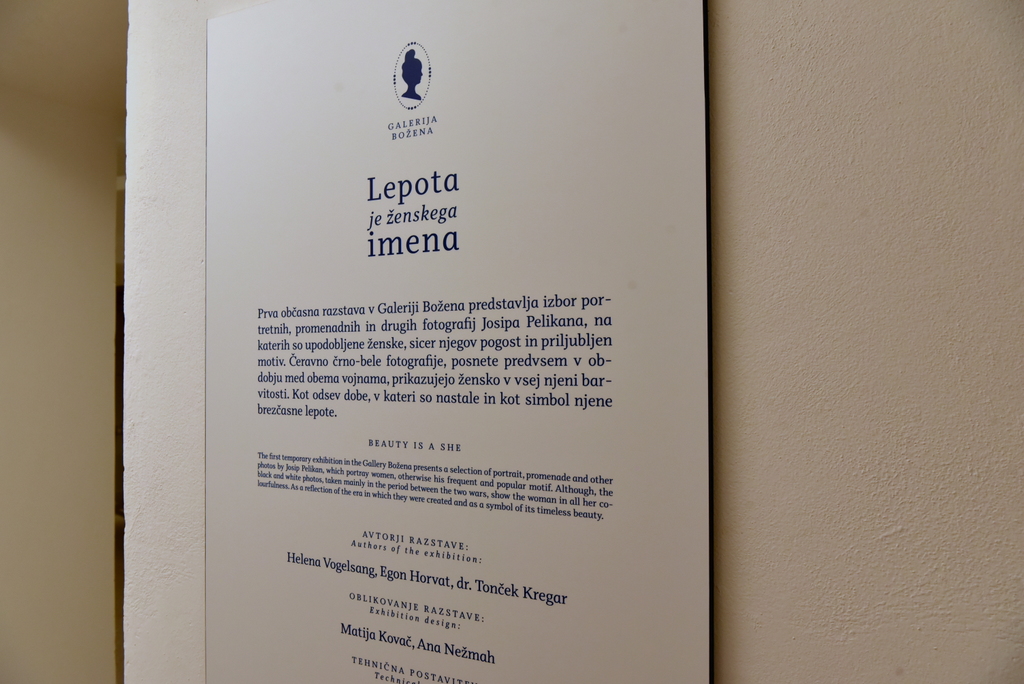 GALERIJA
BOŽENA
Lepota
je ženskega
imena
Prva občasna razstava v Galeriji Božena predstavlja izbor por-
tretnih, promenadnih in drugih fotografij Josipa Pelikana, na
katerih so upodobljene ženske, sicer njegov pogost in priljubljen
motiv. Čeravno črno-bele fotografije, posnete predvsem v ob-
dobju med obema vojnama, prikazujejo žensko v vsej njeni bar-
vitosti. Kot odsev dobe, v kateri so nastale in kot simbol njene
brezčasne lepote.
BEAUTY IS A SHE
The first temporary exhibition in the Gallery Božena presents a selection of portrait, promenade and other
photos by Josip Pelikan, which portray women, otherwise his frequent and popular motif. Although, the
black and white photos, taken mainly in the period between the two wars, show the woman in all her co-
lourfulness. As a reflection of the era in which they were created and as a symbol of its timeless beauty.
AVTORJI RAZSTAVE:
Authors of the exhibition:
Helena Vogelsang, Egon Horvat, dr. Tonček Kregar
OBLIKOVANJE RAZSTAVE:
Exhibition design:
Matija Kovač, Ana Nežmah
TEHNIČNA